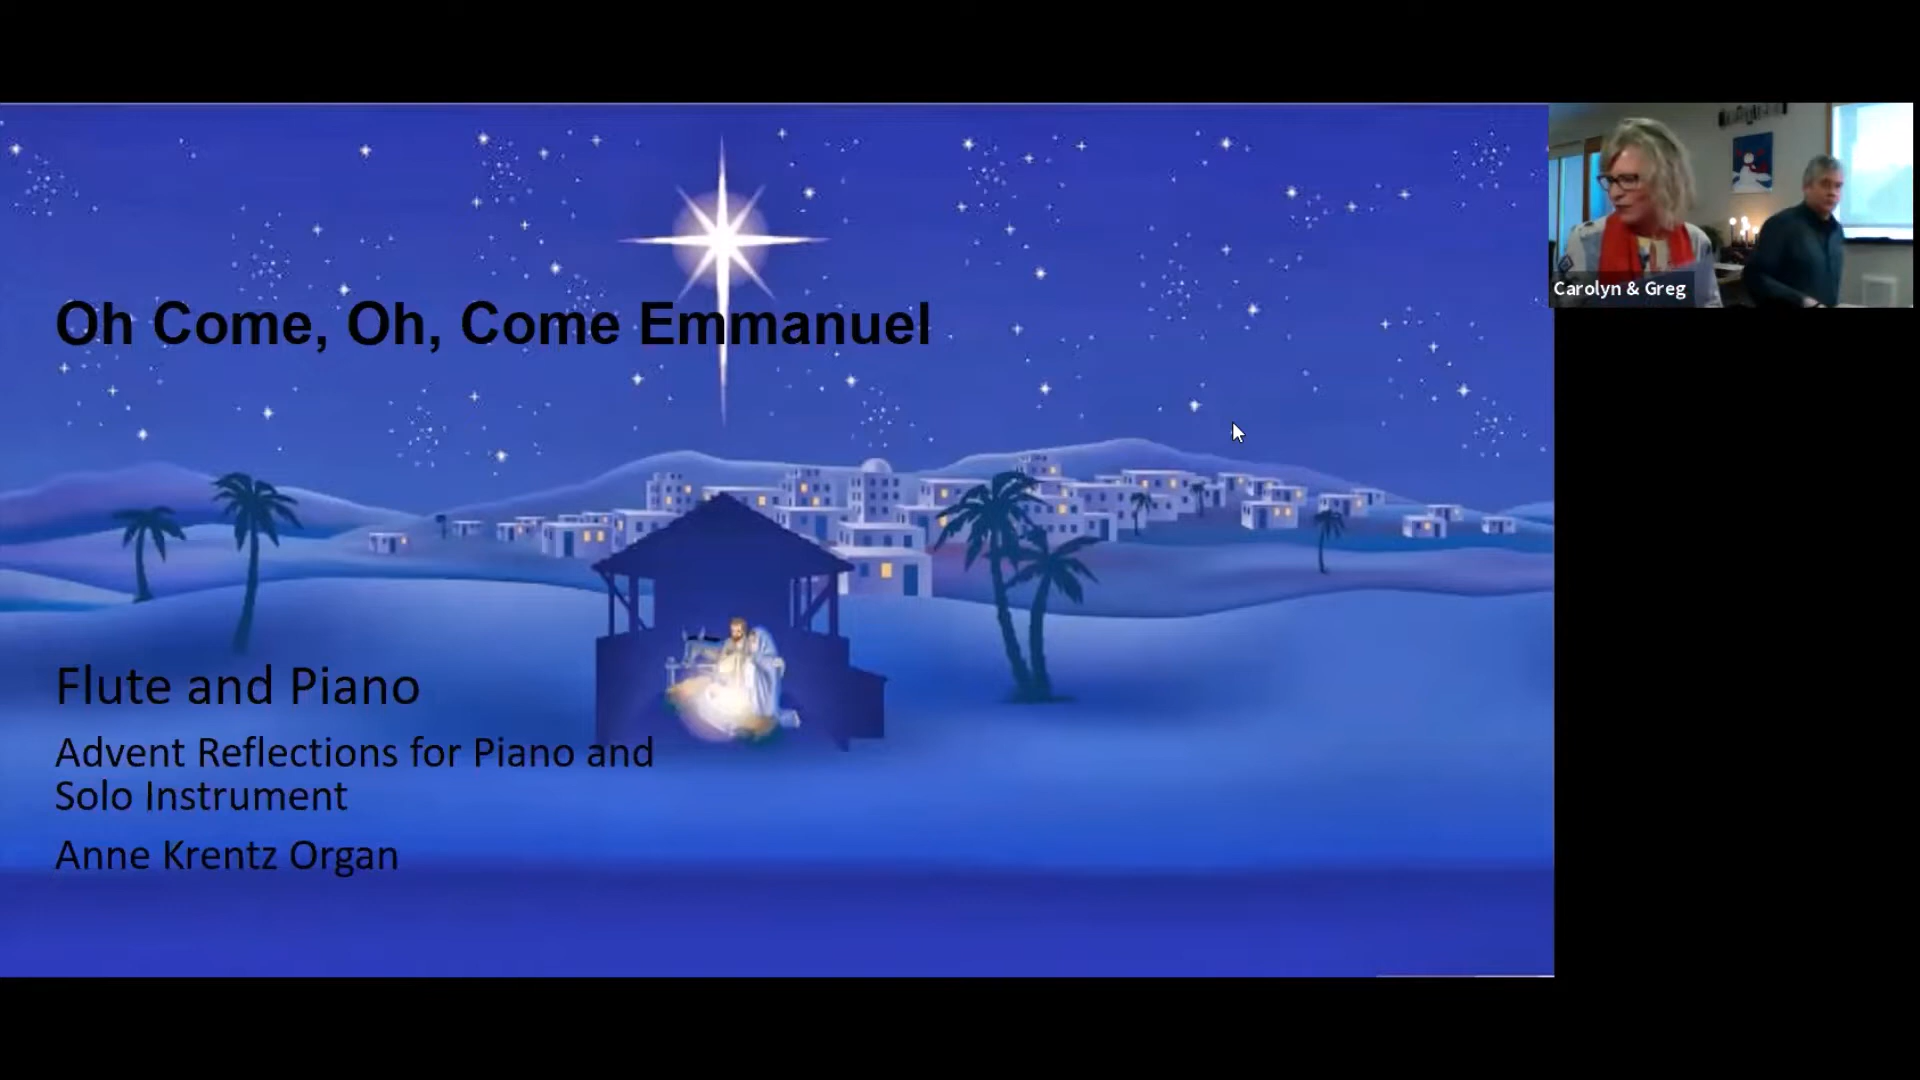 Oh Come, Oh, Come Emmanuel
Flute and Piano
Advent Reflections for Piano and
Solo Instrument
Anne Krentz Organ
Carolyn & Greg